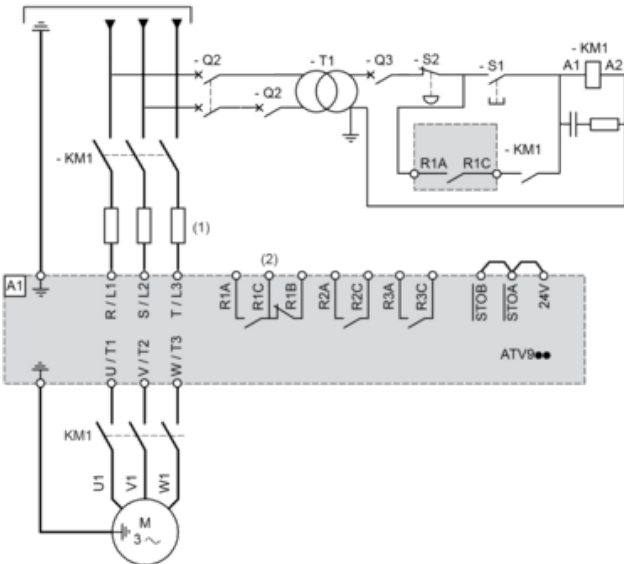 - Q2
- T1
- Q3
- S2
- S1
- KM1
A1
A2
- Q2
- KM1
R1A
R1C
- KM1
(1)
(2)
A1
R / L1
S / L2
T / L3
R1A
R1C
R1B
R2A
R2C
R3A
R3C
STOB
STOA
24V
ATV9●●
U / T1
V / T2
W / T3
KM1
U1
V1
W1
M
3 ~